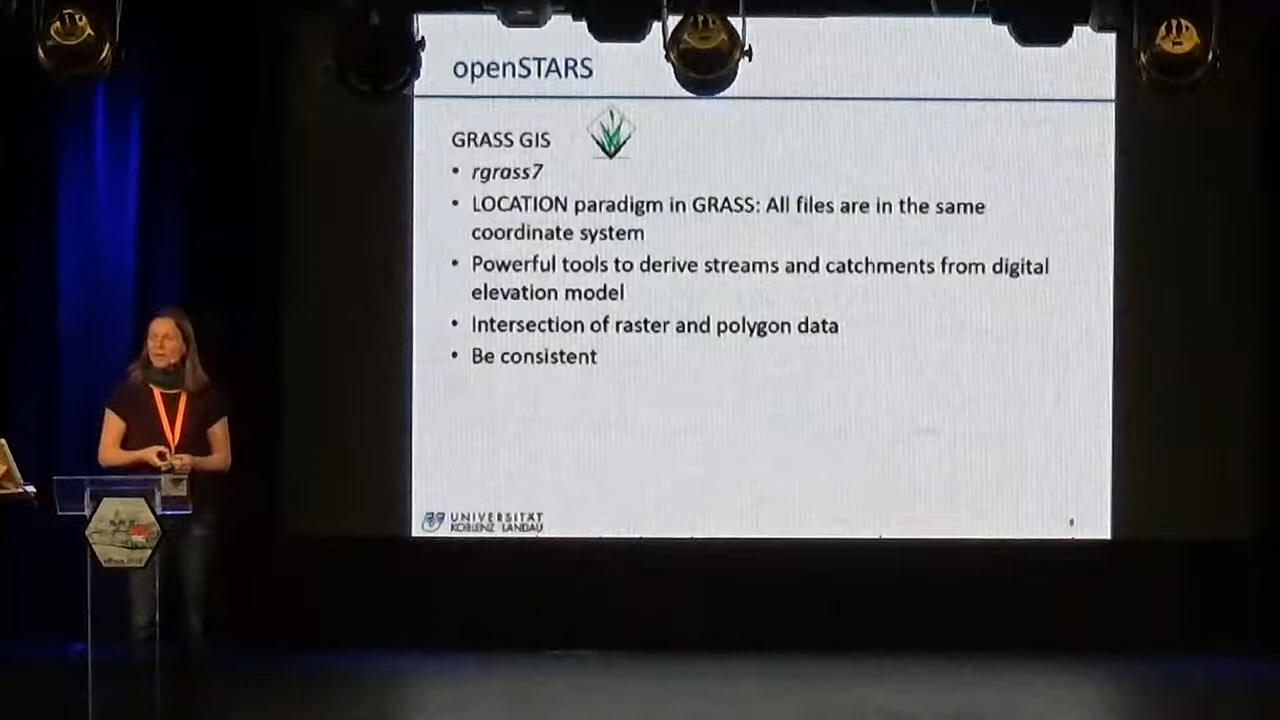 openSTARS
GRASS GIS
• rgrass7
• LOCATION paradigm in GRASS: All files are in the same
coordinate system
• Powerful tools to derive streams and catchments from digital
elevation model
• Intersection of raster and polygon data
• Be consistent
UNIVERSITÄT
KOBLENZ LANDAU